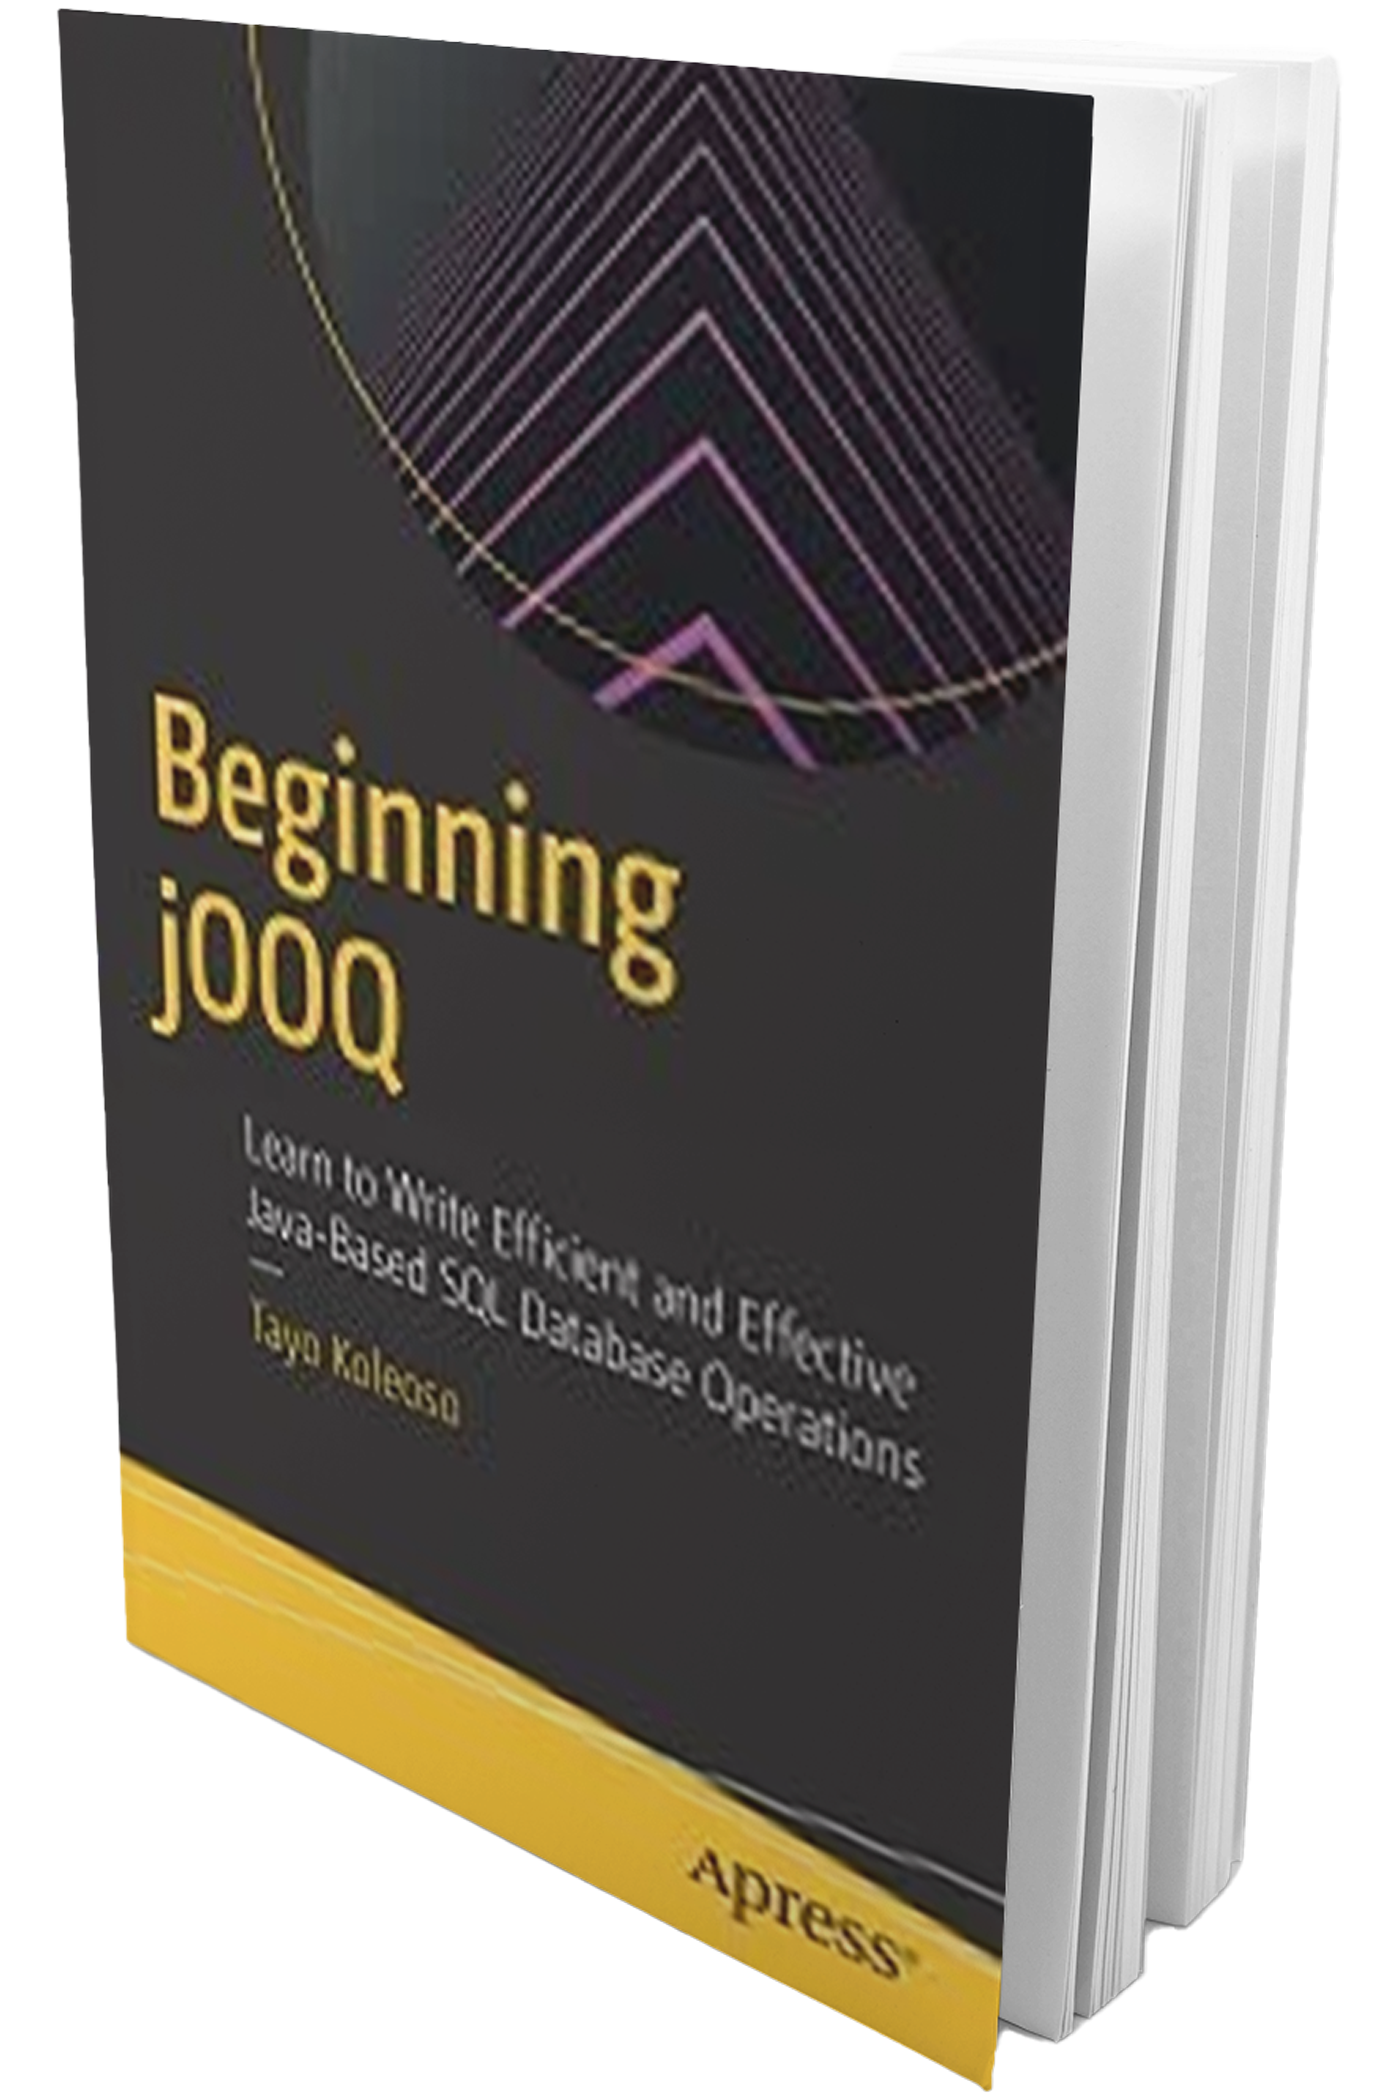 Beginning
jOOQ
Learn to Write Efficient and Effective
Java-Based SQL Database Operations
—
Tayo Koleoso
Apress®